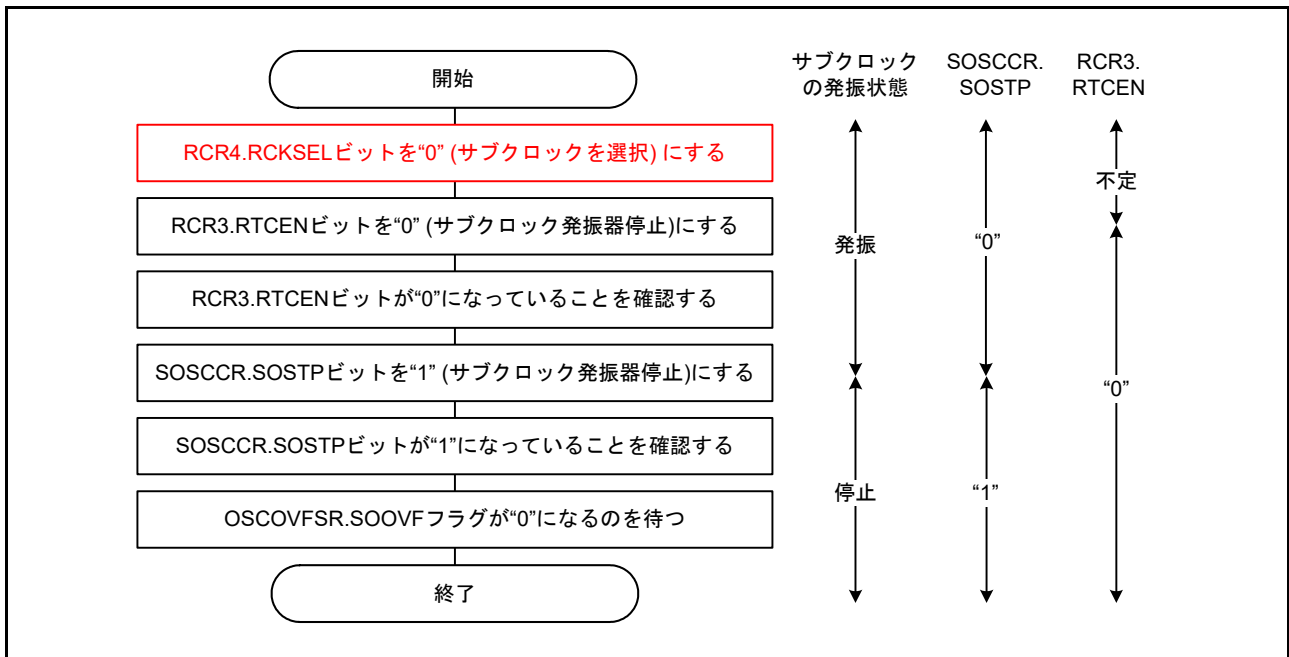 開始
サブクロック
の発振状態
SOSCCR.
SOSTP
RCR3.
RTCEN
RCR4.RCKSELビットを“0” (サブクロックを選択) にする
不定
RCR3.RTCENビットを“0” (サブクロック発振器停止)にする
発振
“0”
RCR3.RTCENビットが“0”になっていることを確認する
SOSCCR.SOSTPビットを“1” (サブクロック発振器停止)にする
“0”
SOSCCR.SOSTPビットが“1”になっていることを確認する
停止
“1”
OSCOVFSR.SOOVFフラグが“0”になるのを待つ
終了